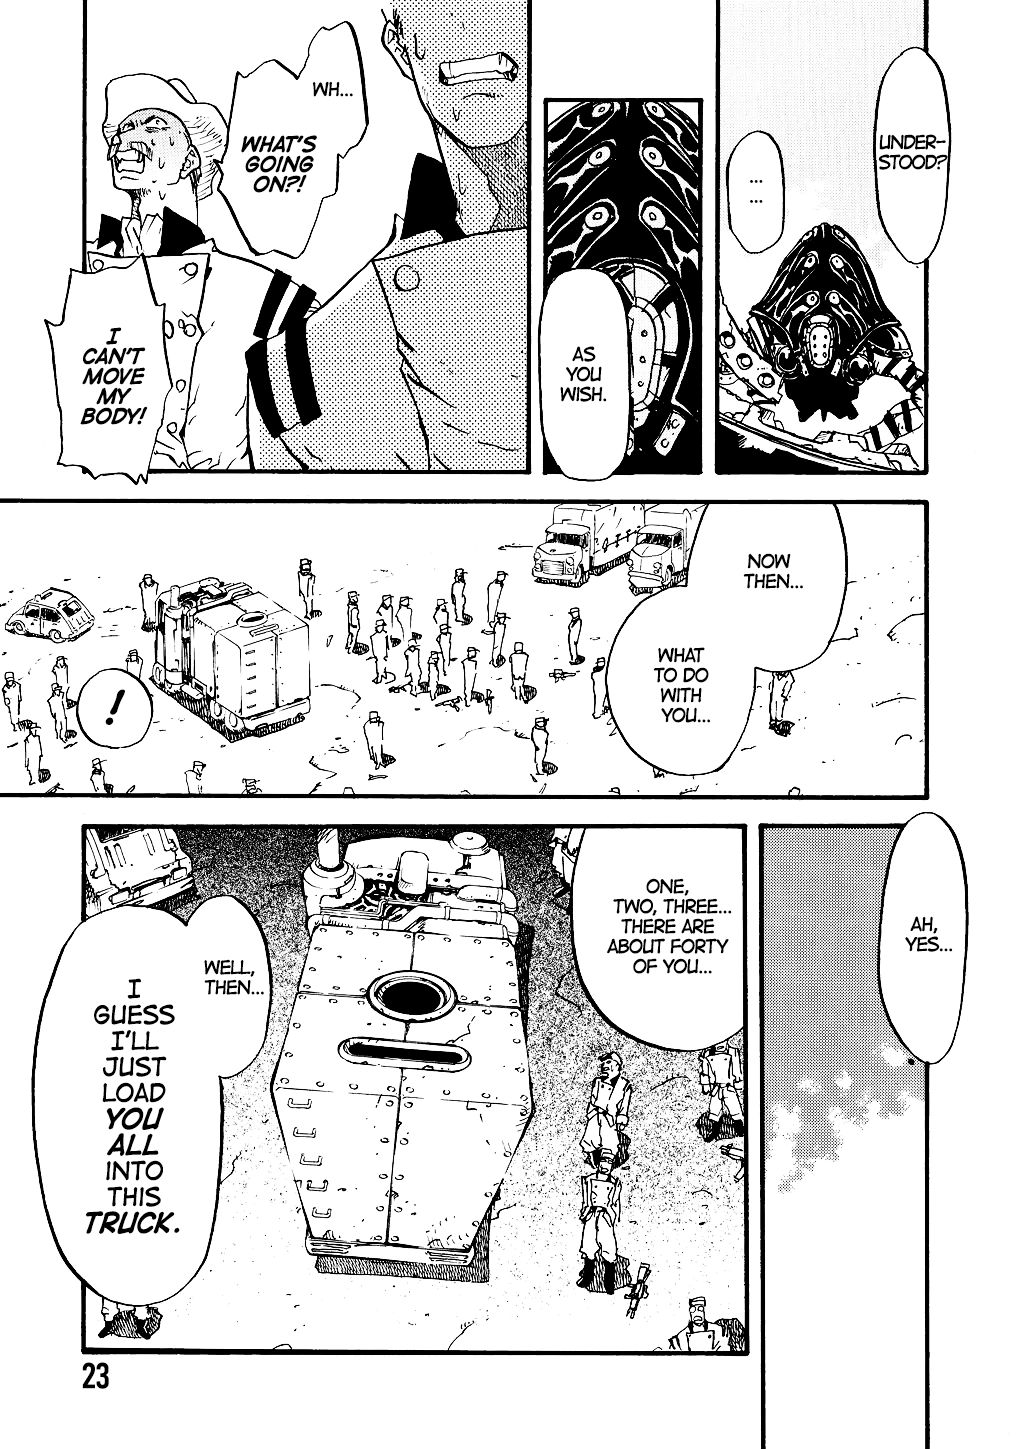 UNDER-
STOOD?
...
...
AS
YOU
WISH.
WH...
WHAT'S
GOING
ON?!
I
CAN'T
MOVE
MY
BODY!
NOW
THEN...
WHAT
TO DO
WITH
YOU...
!
AH,
YES...
ONE,
TWO, THREE...
THERE ARE
ABOUT FORTY
OF YOU...
WELL,
THEN...
I
GUESS
I'LL
JUST
LOAD
YOU
ALL
INTO
THIS
TRUCK.
23